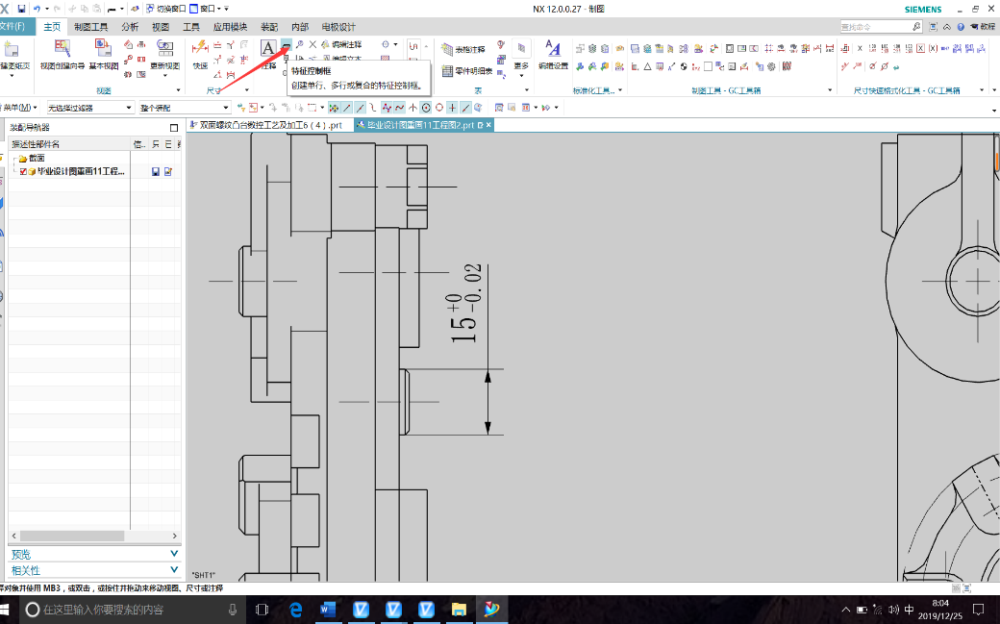 NX 12.0.0.27 - 制图
SIEMENS
切换窗口
窗口
文件(F)
主页
制图工具
分析
视图
工具
应用模块
装配
内部
电极设计
查找命令
教程
视图创建向导
基本视图
更新视图
快速
注释
编辑注释
编辑文本
表格注释
零件明细表
更多
编辑设置
特征控制框
创建单行、多行或复合的特征控制框。
视图
尺寸
表
标准化工具...
制图工具 - GC工具箱
尺寸快速格式化工具 - GC工具箱
菜单(M)
无选择过滤器
整个装配
装配导航器
双面螺纹凸台数控工艺及加工6（4）.prt
毕业设计图重画11工程图2.prt
描述性部件名
信..
只
已
截面
毕业设计图重画11工程...
15 +0 -0.02
预览
相关性
"SHT1"
择对象并使用 MB3，或双击，或按住并拖动来移动视图、尺寸或注释
在这里输入你要搜索的内容
中
8:04
2019/12/25